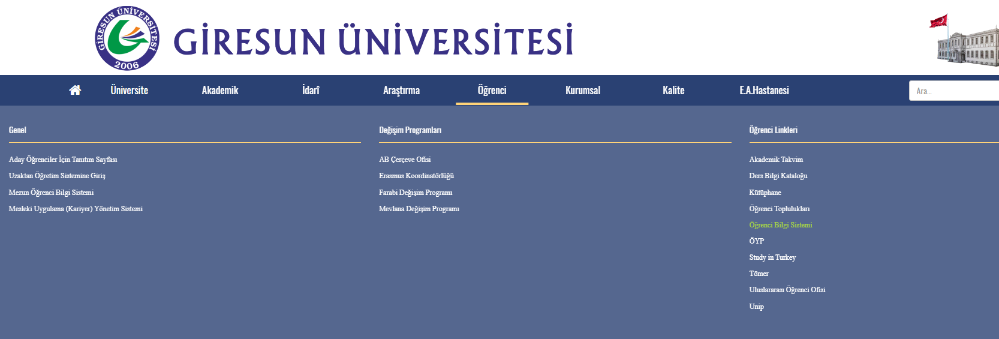 GİRESUN ÜNİVERSİTESİ
2006
GİRESUN ÜNİVERSİTESİ
Üniversite
Akademik
İdarî
Araştırma
Öğrenci
Kurumsal
Kalite
E.A.Hastanesi
Ara...
Genel
Aday Öğrenciler İçin Tanıtım Sayfası
Uzaktan Öğretim Sistemine Giriş
Mezun Öğrenci Bilgi Sistemi
Mesleki Uygulama (Kariyer) Yönetim Sistemi
Değişim Programları
AB Çerçeve Ofisi
Erasmus Koordinatörlüğü
Farabi Değişim Programı
Mevlana Değişim Programı
Öğrenci Linkleri
Akademik Takvim
Ders Bilgi Kataloğu
Kütüphane
Öğrenci Toplulukları
Öğrenci Bilgi Sistemi
ÖYP
Study in Turkey
Tömer
Uluslararası Öğrenci Ofisi
Unip